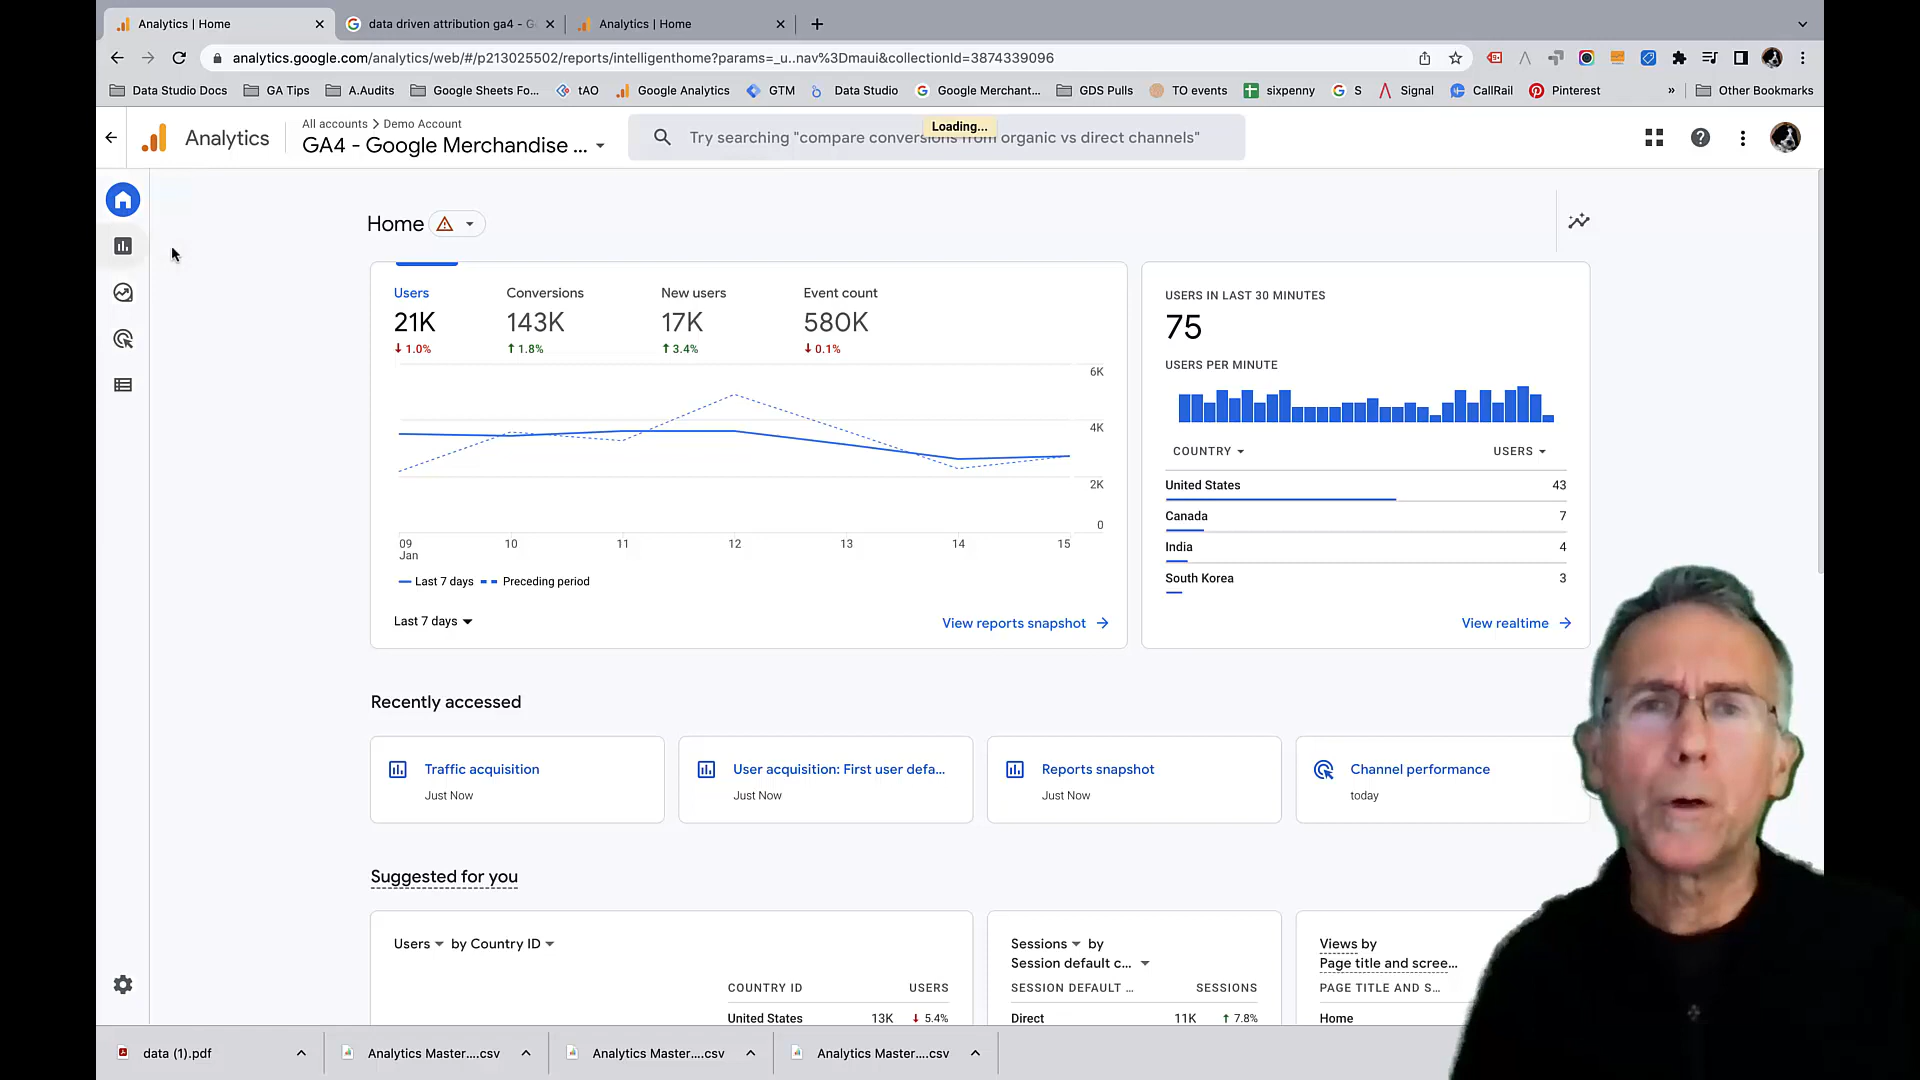 Analytics | Home
data driven attribution ga4 - G
Analytics | Home
analytics.google.com/analytics/web/#/p213025502/reports/intelligenthome?params=_u..nav%3Dmaui&collectionId=3874339096
Data Studio Docs
GA Tips
A.Audits
Google Sheets Fo...
tAO
Google Analytics
GTM
Data Studio
Google Merchant...
GDS Pulls
TO events
sixpenny
S
Signal
CallRail
Pinterest
»
Other Bookmarks
Analytics
All accounts > Demo Account
GA4 - Google Merchandise ...
Loading...
Try searching "compare conversions from organic vs direct channels"
Home
Users
21K
↓ 1.0%
Conversions
143K
↑ 1.8%
New users
17K
↑ 3.4%
Event count
580K
↓ 0.1%
6K
4K
2K
0
09
Jan
10
11
12
13
14
15
Last 7 days
Preceding period
Last 7 days
View reports snapshot
USERS IN LAST 30 MINUTES
75
USERS PER MINUTE
COUNTRY
USERS
United States
43
Canada
7
India
4
South Korea
3
View realtime
Recently accessed
Traffic acquisition
Just Now
User acquisition: First user defa...
Just Now
Reports snapshot
Just Now
Channel performance
today
Suggested for you
Users by Country ID
COUNTRY ID
USERS
United States
13K
↓ 5.4%
Sessions by
Session default c...
SESSION DEFAULT ...
SESSIONS
Direct
11K
↑ 7.8%
Views by
Page title and scree...
PAGE TITLE AND S...
Home
data (1).pdf
Analytics Master....csv
Analytics Master....csv
Analytics Master....csv